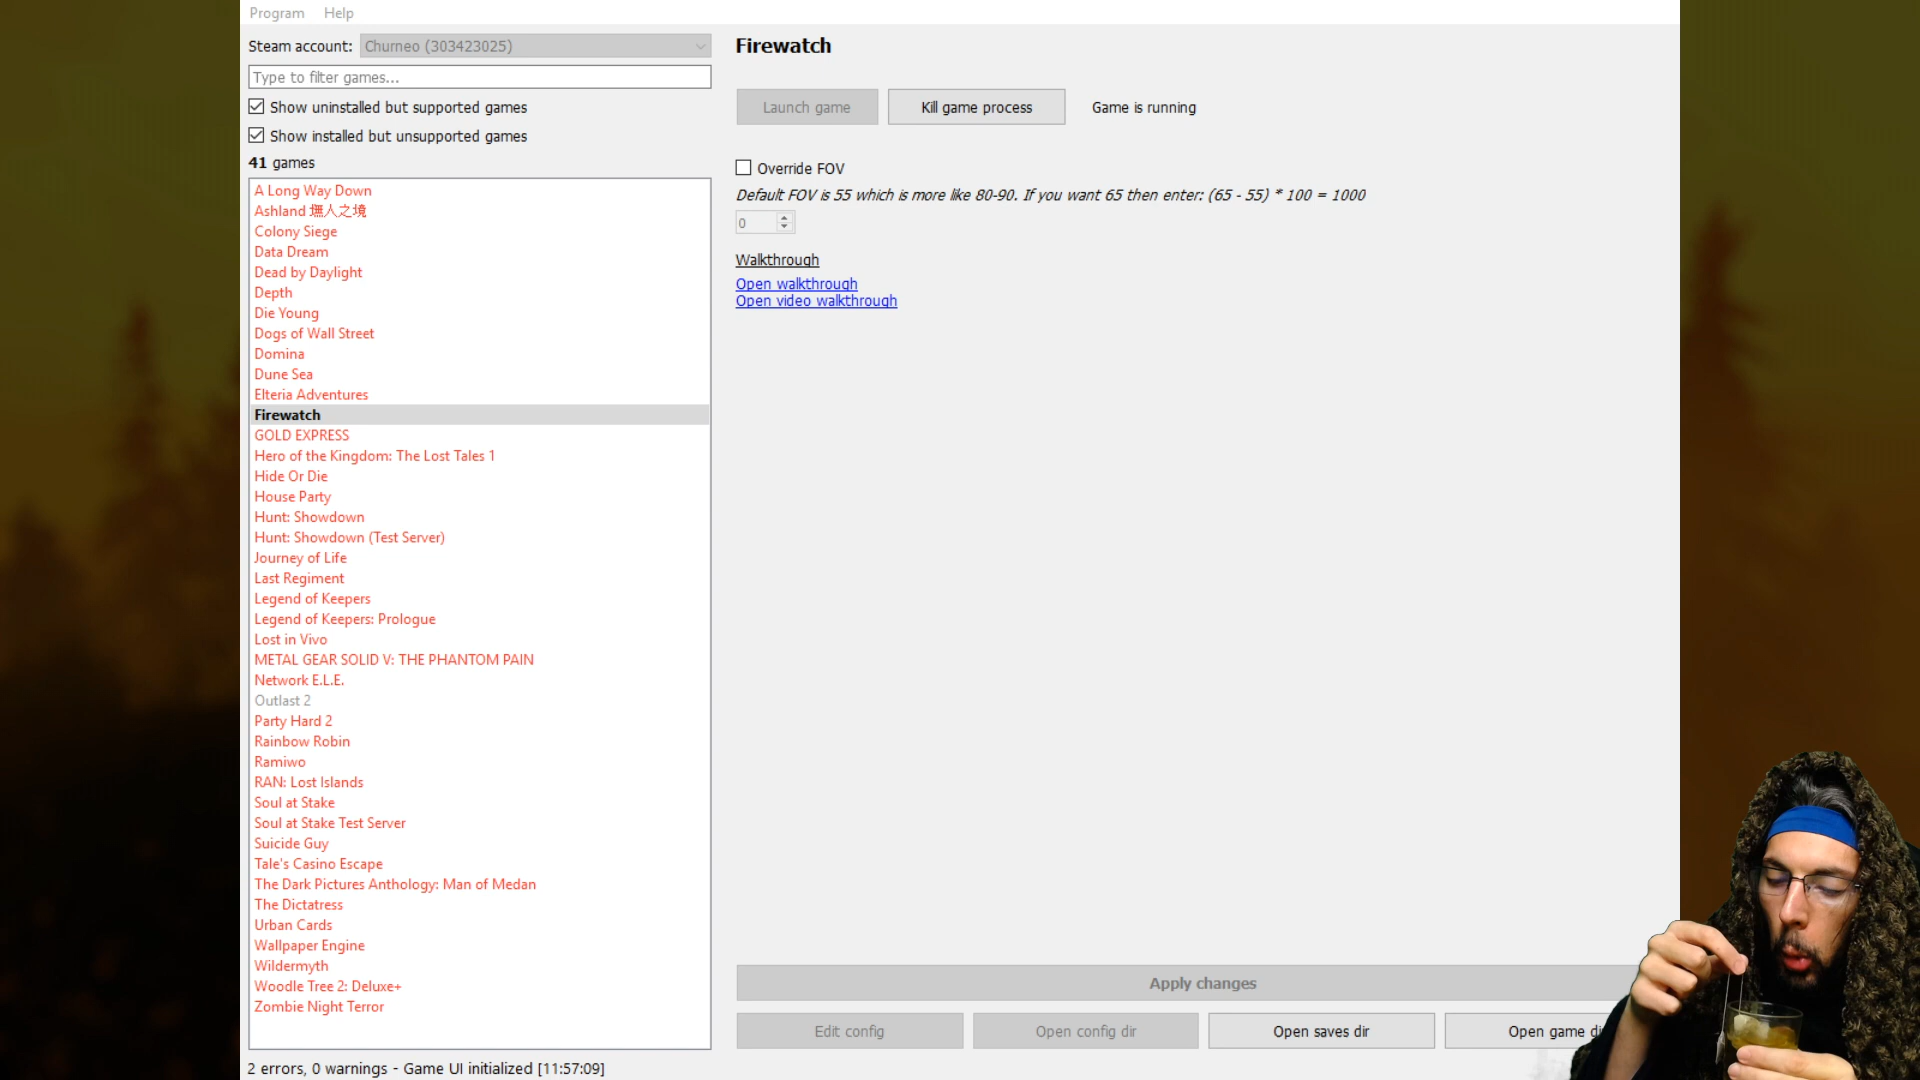 Program Help
Steam account: Churneo (303423025)
Type to filter games...
Show uninstalled but supported games
Show installed but unsupported games
41 games
A Long Way Down
Ashland 無人之境
Colony Siege
Data Dream
Dead by Daylight
Depth
Die Young
Dogs of Wall Street
Domina
Dune Sea
Elteria Adventures
Firewatch
GOLD EXPRESS
Hero of the Kingdom: The Lost Tales 1
Hide Or Die
House Party
Hunt: Showdown
Hunt: Showdown (Test Server)
Journey of Life
Last Regiment
Legend of Keepers
Legend of Keepers: Prologue
Lost in Vivo
METAL GEAR SOLID V: THE PHANTOM PAIN
Network E.L.E.
Outlast 2
Party Hard 2
Rainbow Robin
Ramiwo
RAN: Lost Islands
Soul at Stake
Soul at Stake Test Server
Suicide Guy
Tale's Casino Escape
The Dark Pictures Anthology: Man of Medan
The Dictatress
Urban Cards
Wallpaper Engine
Wildermyth
Woodle Tree 2: Deluxe+
Zombie Night Terror
2 errors, 0 warnings - Game UI initialized [11:57:09]
Firewatch
Launch game Kill game process Game is running
Override FOV
Default FOV is 55 which is more like 80-90. If you want 65 then enter: (65 - 55) * 100 = 1000
0
Walkthrough
Open walkthrough
Open video walkthrough
Apply changes
Edit config Open config dir Open saves dir Open game di